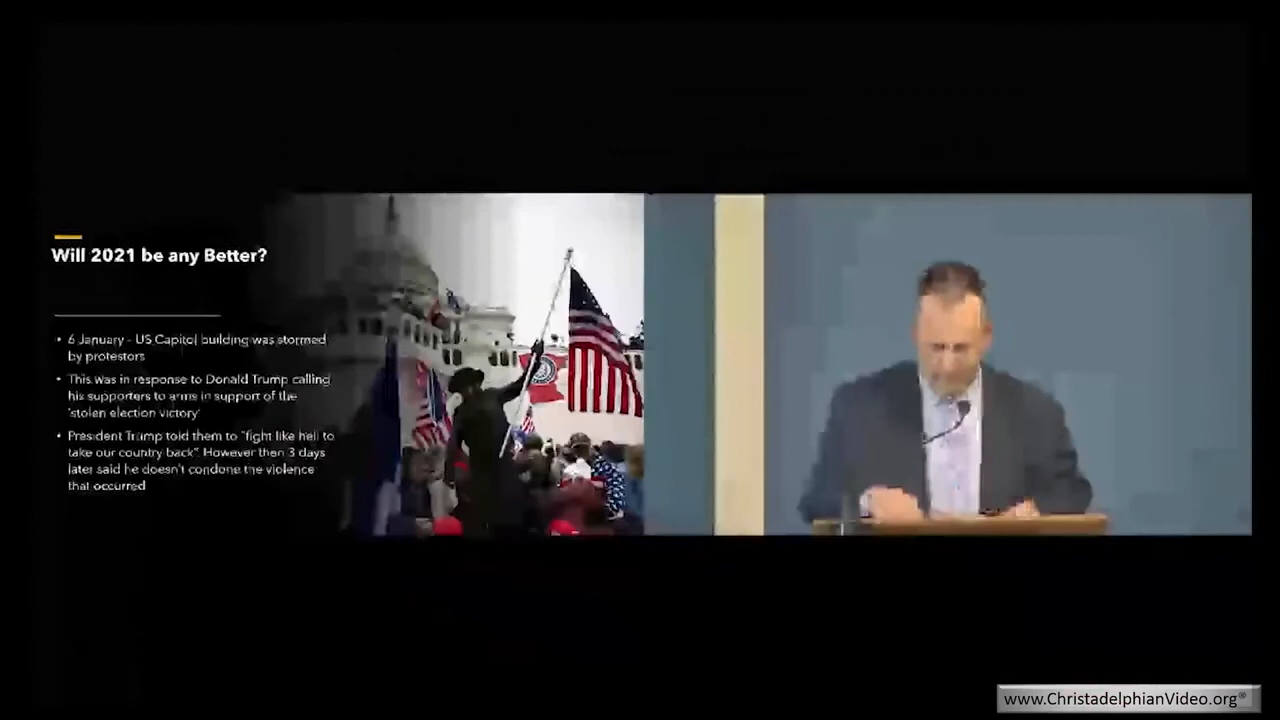 Will 2021 be any Better?
• 6 January - US Capitol building was stormed
by protestors
• This was in response to Donald Trump calling
his supporters to arms in support of the
'stolen election victory'
• President Trump told them to "fight like hell to
take our country back". However then 3 days
later said he doesn't condone the violence
that occurred
www.ChristadelphianVideo.org®